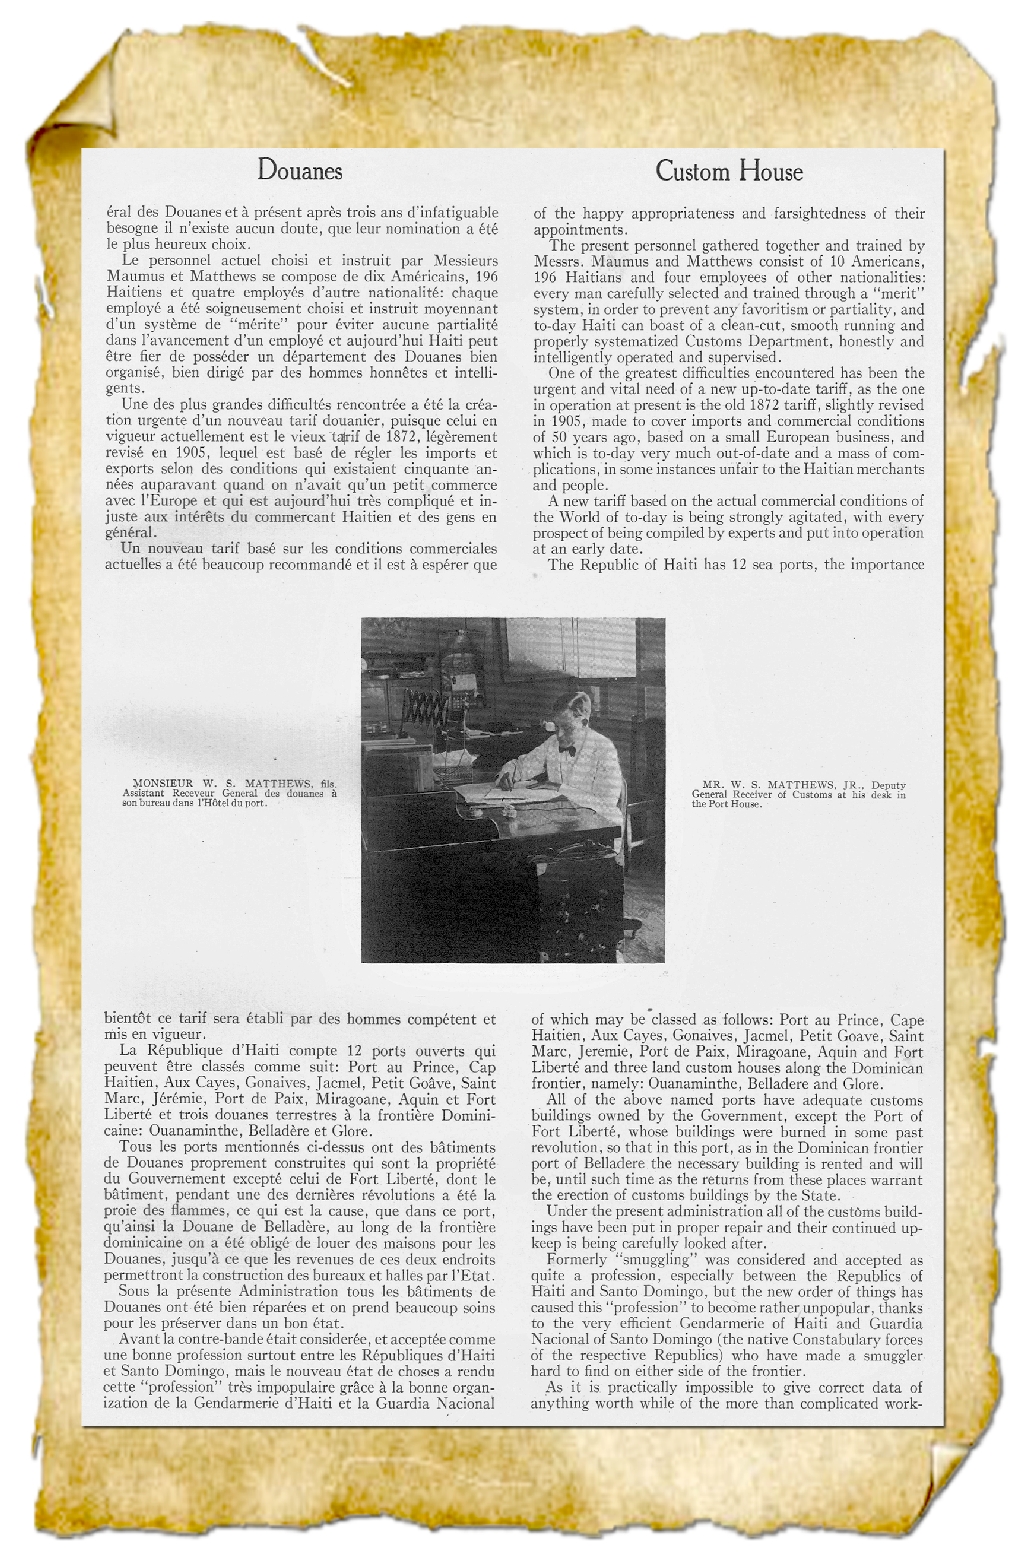 Douanes
éral des Douanes et à présent après trois ans d'infatiguable
besogne il n'existe aucun doute, que leur nomination a été
le plus heureux choix.
Le personnel actuel choisi et instruit par Messieurs
Maumus et Matthews se compose de dix Américains, 196
Haitiens et quatre employés d'autre nationalité: chaque
employé a été soigneusement choisi et instruit moyennant
d'un système de "mérite" pour éviter aucune partialité
dans l'avancement d'un employé et aujourd'hui Haiti peut
être fier de posséder un département des Douanes bien
organisé, bien dirigé par des hommes honnêtes et intelli-
gents.
Une des plus grandes difficultés rencontrée a été la créa-
tion urgente d'un nouveau tarif douanier, puisque celui en
vigueur actuellement est le vieux tarif de 1872, légèrement
revisé en 1905, lequel est basé de régler les imports et
exports selon des conditions qui existaient cinquante an-
nées auparavant quand on n'avait qu'un petit commerce
avec l'Europe et qui est aujourd'hui très compliqué et in-
juste aux intérêts du commercant Haitien et des gens en
général.
Un nouveau tarif basé sur les conditions commerciales
actuelles a été beaucoup recommandé et il est à espérer que
Custom House
of the happy appropriateness and farsightedness of their
appointments.
The present personnel gathered together and trained by
Messrs. Maumus and Matthews consist of 10 Americans,
196 Haitians and four employees of other nationalities:
every man carefully selected and trained through a "merit"
system, in order to prevent any favoritism or partiality, and
to-day Haiti can boast of a clean-cut, smooth running and
properly systematized Customs Department, honestly and
intelligently operated and supervised.
One of the greatest difficulties encountered has been the
urgent and vital need of a new up-to-date tariff, as the one
in operation at present is the old 1872 tariff, slightly revised
in 1905, made to cover imports and commercial conditions
of 50 years ago, based on a small European business, and
which is to-day very much out-of-date and a mass of com-
plications, in some instances unfair to the Haitian merchants
and people.
A new tariff based on the actual commercial conditions of
the World of to-day is being strongly agitated, with every
prospect of being compiled by experts and put into operation
at an early date.
The Republic of Haiti has 12 sea ports, the importance
MONSIEUR W. S. MATTHEWS, fils,
Assistant Receveur General des douanes à
son bureau dans l'Hôtel du port.
MR. W. S. MATTHEWS, JR., Deputy
General Receiver of Customs at his desk in
the Port House.
bientôt ce tarif sera établi par des hommes compétent et
mis en vigueur.
La République d'Haiti compte 12 ports ouverts qui
peuvent être classés comme suit: Port au Prince, Cap
Haitien, Aux Cayes, Gonaives, Jacmel, Petit Goâve, Saint
Marc, Jérémie, Port de Paix, Miragoane, Aquin et Fort
Liberté et trois douanes terrestres à la frontière Domini-
caine: Ouanaminthe, Belladère et Glore.
Tous les ports mentionnés ci-dessus ont des bâtiments
de Douanes proprement construites qui sont la propriété
du Gouvernement excepté celui de Fort Liberté, dont le
bâtiment, pendant une des dernières révolutions a été la
proie des flammes, ce qui est la cause, que dans ce port,
qu'ainsi la Douane de Belladère, au long de la frontière
dominicaine on a été obligé de louer des maisons pour les
Douanes, jusqu'à ce que les revenues de ces deux endroits
permettront la construction des bureaux et halles par l'Etat.
Sous la présente Administration tous les bâtiments de
Douanes ont été bien réparées et on prend beaucoup soins
pour les préserver dans un bon état.
Avant la contre-bande était considerée, et acceptée comme
une bonne profession surtout entre les Républiques d'Haiti
et Santo Domingo, mais le nouveau état de choses a rendu
cette "profession" très impopulaire grâce à la bonne organ-
ization de la Gendarmerie d'Haiti et la Guardia Nacional
of which may be classed as follows: Port au Prince, Cape
Haitien, Aux Cayes, Gonaives, Jacmel, Petit Goave, Saint
Marc, Jeremie, Port de Paix, Miragoane, Aquin and Fort
Liberté and three land custom houses along the Dominican
frontier, namely: Ouanaminthe, Belladere and Glore.
All of the above named ports have adequate customs
buildings owned by the Government, except the Port of
Fort Liberté, whose buildings were burned in some past
revolution, so that in this port, as in the Dominican frontier
port of Belladere the necessary building is rented and will
be, until such time as the returns from these places warrant
the erection of customs buildings by the State.
Under the present administration all of the customs build-
ings have been put in proper repair and their continued up-
keep is being carefully looked after.
Formerly "smuggling" was considered and accepted as
quite a profession, especially between the Republics of
Haiti and Santo Domingo, but the new order of things has
caused this "profession" to become rather unpopular, thanks
to the very efficient Gendarmerie of Haiti and Guardia
Nacional of Santo Domingo (the native Constabulary forces
of the respective Republics) who have made a smuggler
hard to find on either side of the frontier.
As it is practically impossible to give correct data of
anything worth while of the more than complicated work-